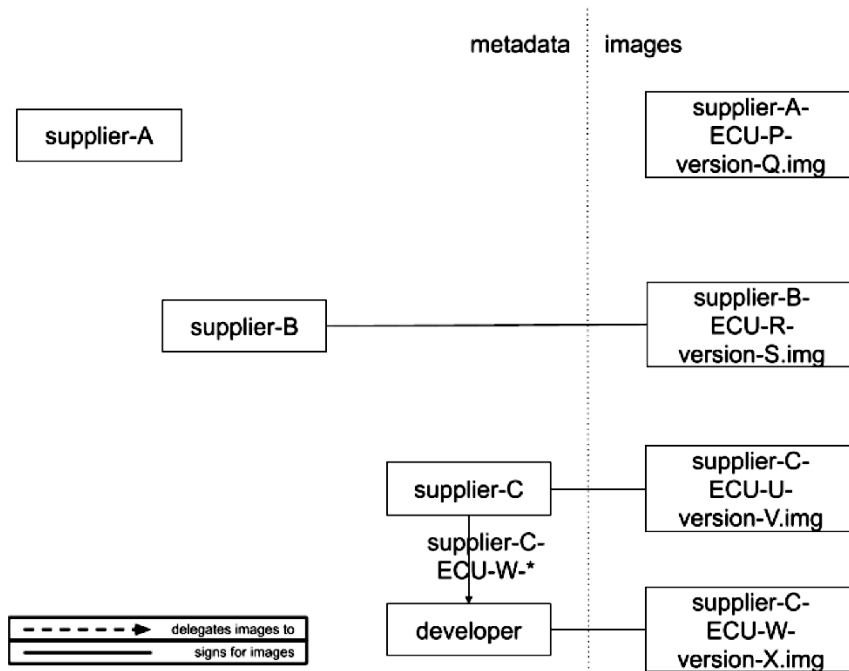 metadata
images
supplier-A
supplier-A-
ECU-P-
version-Q.img
supplier-B
supplier-B-
ECU-R-
version-S.img
supplier-C
supplier-C-
ECU-U-
version-V.img
supplier-C-
ECU-W-*
developer
supplier-C-
ECU-W-
version-X.img
delegates images to
signs for images